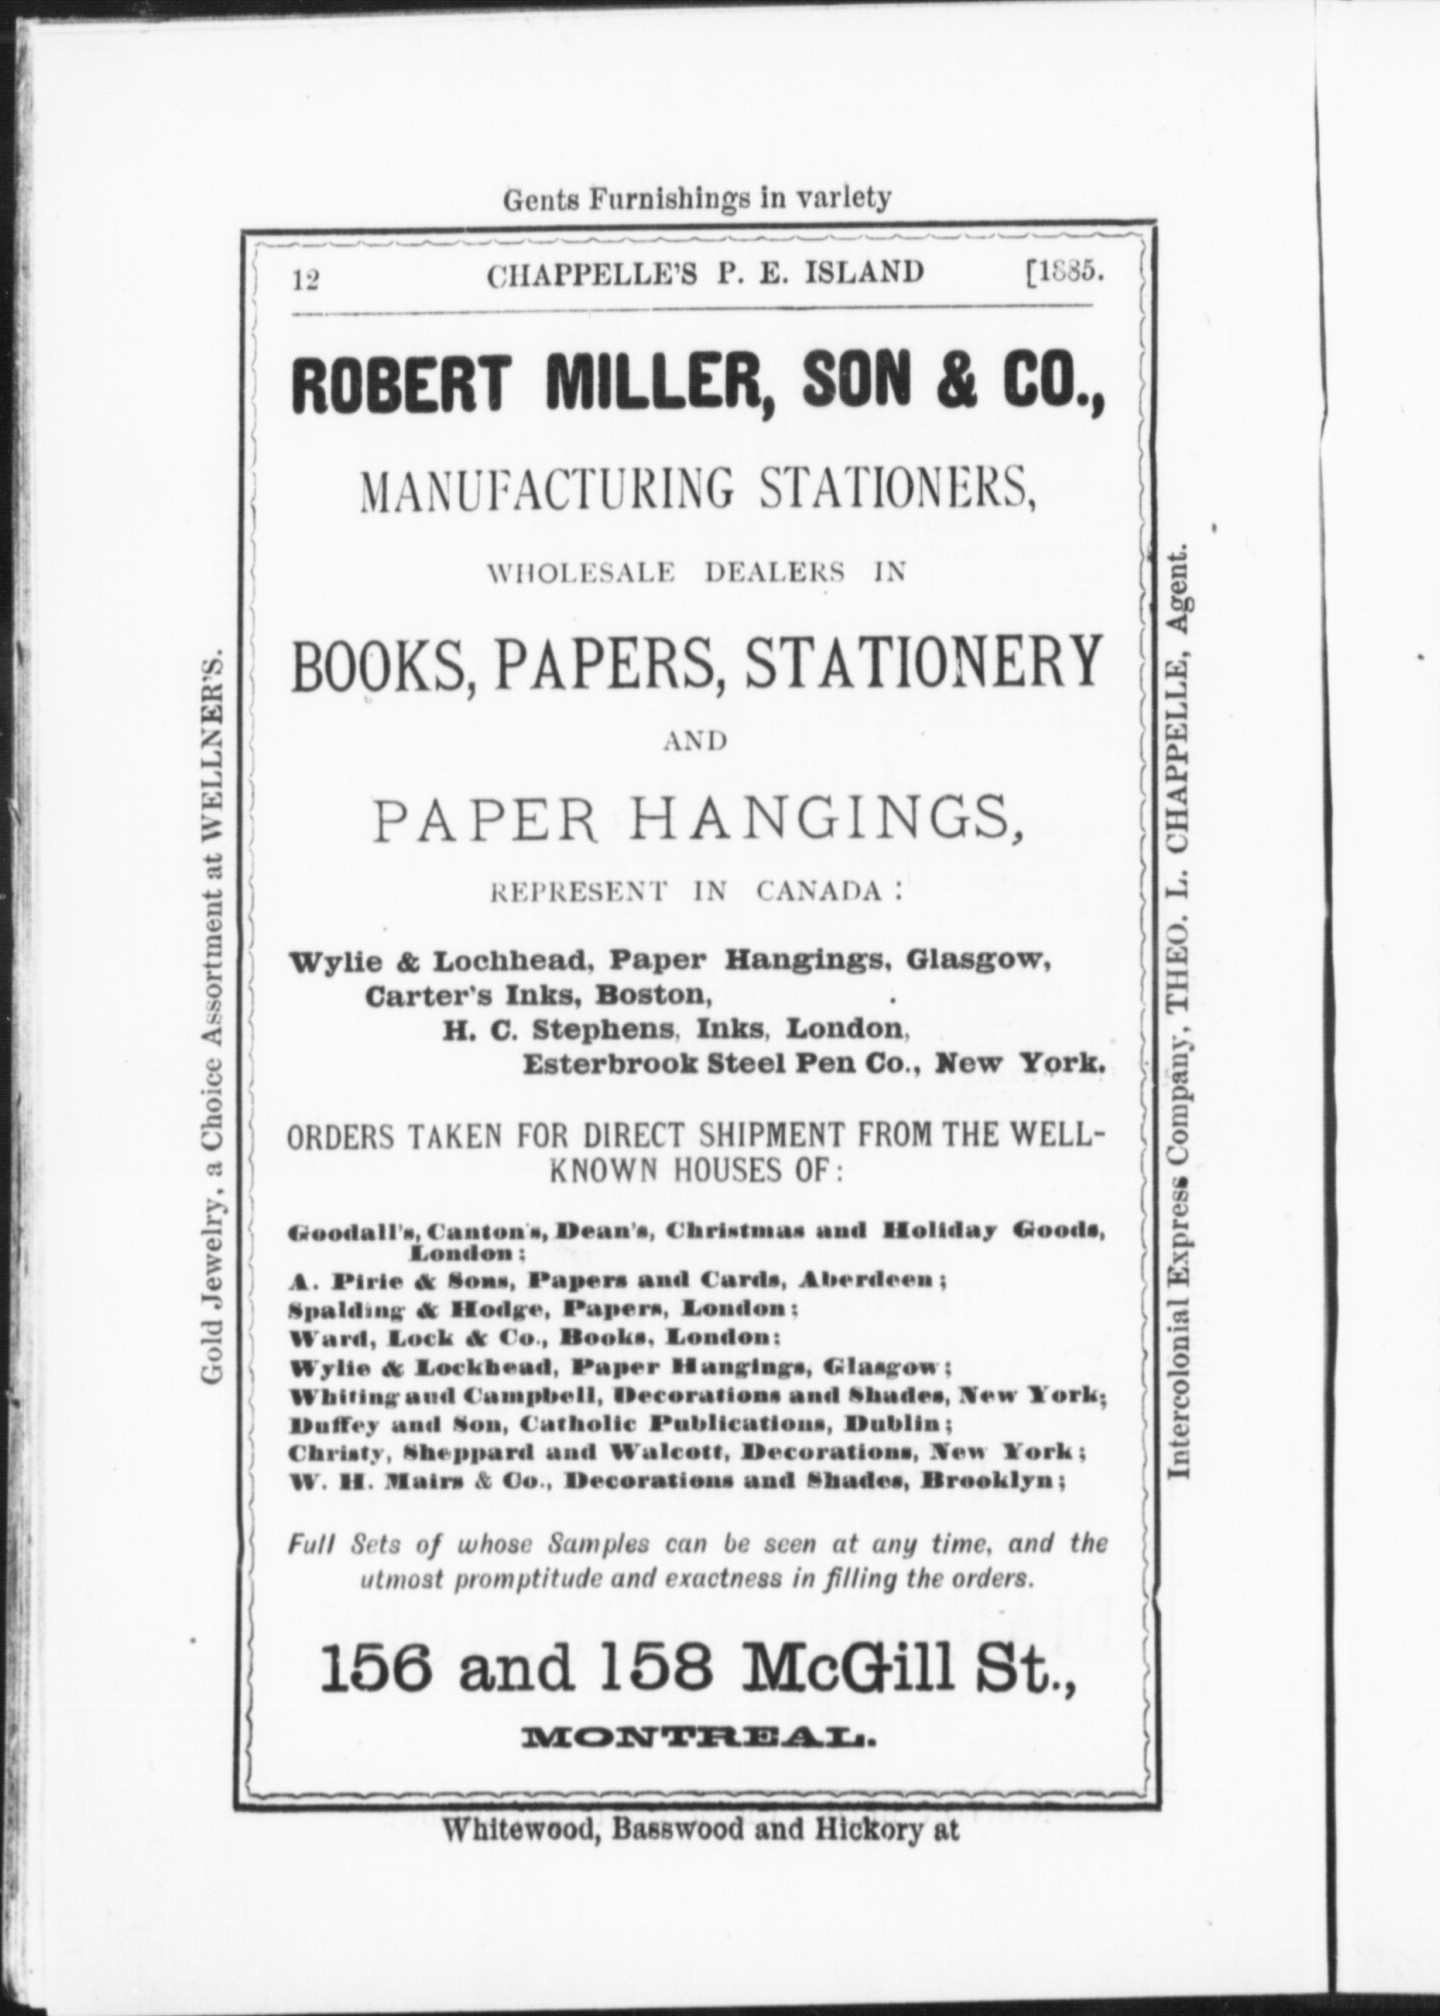 Gents Furnishings in variety
12 CHAPPELLE'S P. E. ISLAND [1885.
ROBERT MILLER, SON & CO.,
MANUFACTURING STATIONERS,
WHOLESALE DEALERS IN
BOOKS, PAPERS, STATIONERY
AND
PAPER HANGINGS,
REPRESENT IN CANADA:
Wylie & Lochhead, Paper Hangings, Glasgow,
Carter's Inks, Boston,
H. C. Stephens, Inks, London,
Esterbrook Steel Pen Co., New York.
ORDERS TAKEN FOR DIRECT SHIPMENT FROM THE WELL-
KNOWN HOUSES OF:
Goodall's, Canton's, Dean's, Christmas and Holiday Goods,
London;
A. Pirie & Sons, Papers and Cards, Aberdeen;
Spalding & Hodge, Papers, London;
Ward, Lock & Co., Books, London;
Wylie & Lockhead, Paper Hangings, Glasgow;
Whiting and Campbell, Decorations and Shades, New York;
Duffey and Son, Catholic Publications, Dublin;
Christy, Sheppard and Walcott, Decorations, New York;
W. H. Mairs & Co., Decorations and Shades, Brooklyn;
Full Sets of whose Samples can be seen at any time, and the
utmost promptitude and exactness in filling the orders.
156 and 158 McGill St.,
MONTREAL.
Whitewood, Basswood and Hickory at
Gold Jewelry, a Choice Assortment at WELLNER'S.
Intercolonial Express Company, THEO. L. CHAPPELLE, Agent.